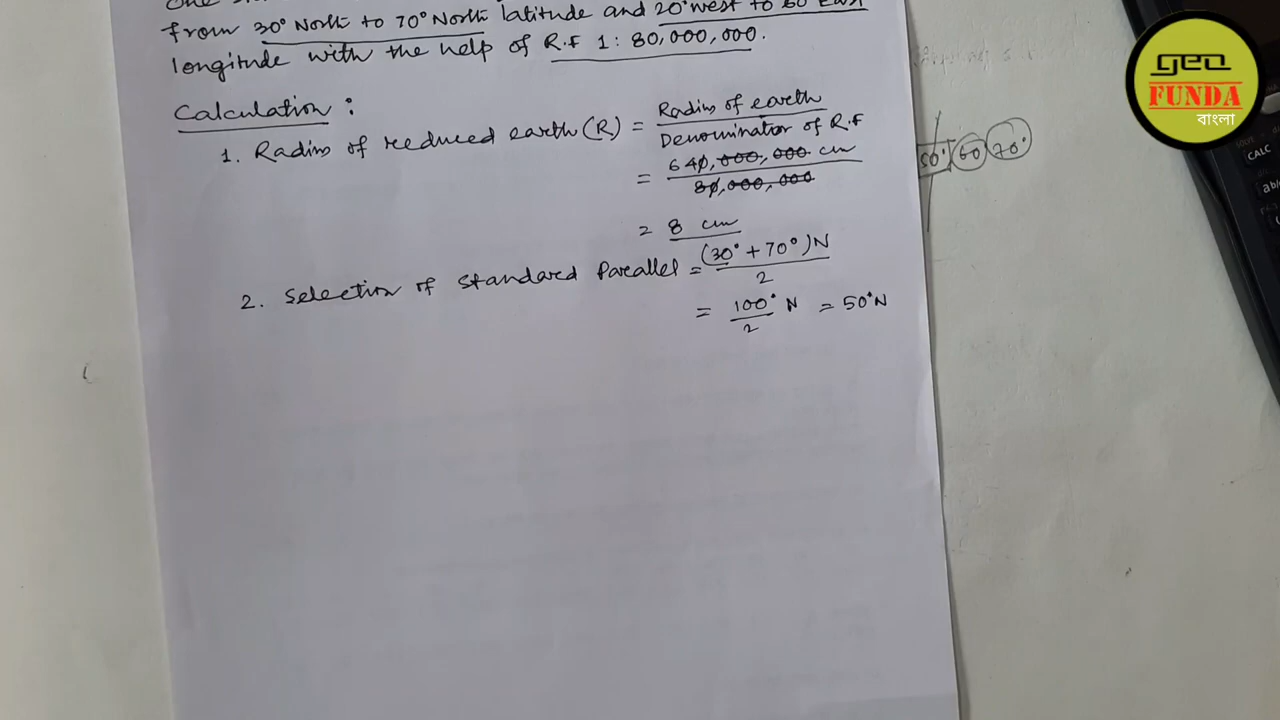 from 30° North to 70° North latitude and 20° west to 60° East
longitude with the help of R.F 1: 80,000,000.
Calculation :
1. Radius of reduced earth (R) = Radius of earth
Denominator of R.F
= 640,000,000 cm
80,000,000
= 8 cm
2. Selection of standard Parallel = (30° + 70°) N
2
= 100° N = 50° N
2
60 70°
geo
FUNDA
বাংলা
CALC